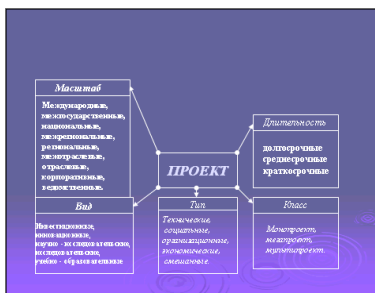 Масштаб
Международные,
межгосударственные,
национальные,
межрегиональные,
региональные,
межотраслевые,
отраслевые,
корпоративные,
ведомственные.
Длительность
долгосрочные
среднесрочные
краткосрочные
ПРОЕКТ
Вид
Инвестиционные,
инновационные,
научно - исследовательские,
исследовательские,
учебно - образовательные
Тип
Технические,
социальные,
организационные,
экономические,
смешанные.
Класс
Монопроект,
мегапроект,
мультипроект.